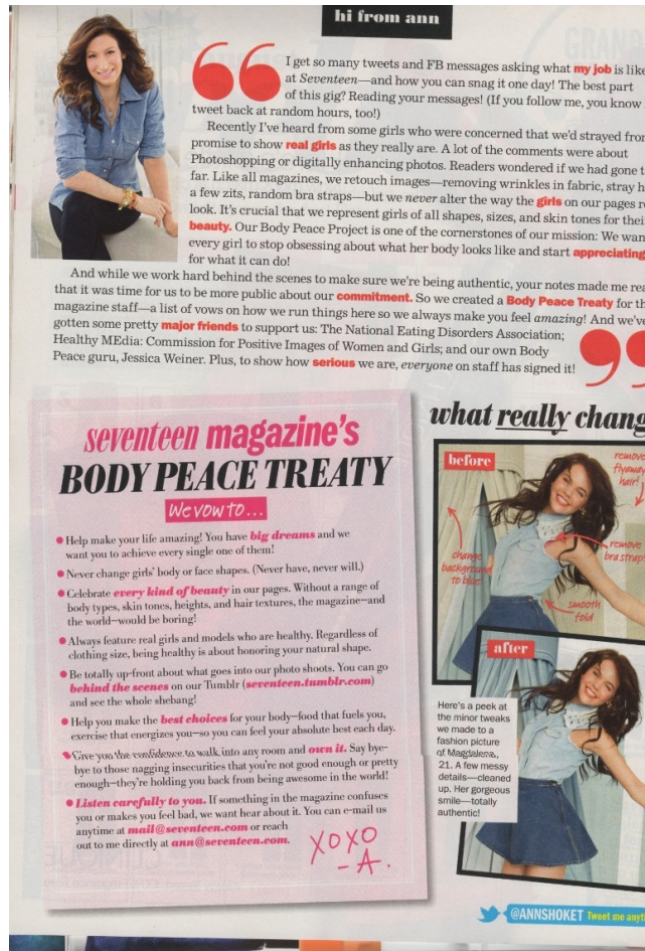 hi from ann
I get so many tweets and FB messages asking what my job is like
at Seventeen—and how you can snag it one day! The best part
of this gig? Reading your messages! (If you follow me, you know
tweet back at random hours, too!)
Recently I've heard from some girls who were concerned that we'd strayed from
promise to show real girls as they really are. A lot of the comments were about
Photoshopping or digitally enhancing photos. Readers wondered if we had gone t
far. Like all magazines, we retouch images—removing wrinkles in fabric, stray h
a few zits, random bra straps—but we never alter the way the girls on our pages re
look. It's crucial that we represent girls of all shapes, sizes, and skin tones for thei
beauty. Our Body Peace Project is one of the cornerstones of our mission: We wan
every girl to stop obsessing about what her body looks like and start appreciating
for what it can do!
And while we work hard behind the scenes to make sure we're being authentic, your notes made me rea
that it was time for us to be more public about our commitment. So we created a Body Peace Treaty for th
magazine staff—a list of vows on how we run things here so we always make you feel amazing! And we've
gotten some pretty major friends to support us: The National Eating Disorders Association;
Healthy MEdia: Commission for Positive Images of Women and Girls; and our own Body
Peace guru, Jessica Weiner. Plus, to show how serious we are, everyone on staff has signed it!
seventeen magazine's
BODY PEACE TREATY
We vow to...
Help make your life amazing! You have big dreams and we
want you to achieve every single one of them!
Never change girls' body or face shapes. (Never have, never will.)
Celebrate every kind of beauty in our pages. Without a range of
body types, skin tones, heights, and hair textures, the magazine—and
the world—would be boring!
Always feature real girls and models who are healthy. Regardless of
clothing size, being healthy is about honoring your natural shape.
Be totally up-front about what goes into our photo shoots. You can go
behind the scenes on our Tumblr (seventeen.tumblr.com)
and see the whole shebang!
Help you make the best choices for your body—food that fuels you,
exercise that energizes you—so you can feel your absolute best each day.
Give you the confidence to walk into any room and own it. Say bye-
bye to those nagging insecurities that you're not good enough or pretty
enough—they're holding you back from being awesome in the world!
Listen carefully to you. If something in the magazine confuses
you or makes you feel bad, we want hear about it. You can e-mail us
anytime at mail@seventeen.com or reach
out to me directly at ann@seventeen.com.
XOXO
-A.
what really chang
before
remove
flyaway
hair!
change
background
to blue
remove
bra strap!
smooth
fold
after
Here's a peek at
the minor tweaks
we made to a
fashion picture
of Magdalena,
21. A few messy
details—cleaned
up. Her gorgeous
smile—totally
authentic!
@ANNSHOKET Tweet me anyt